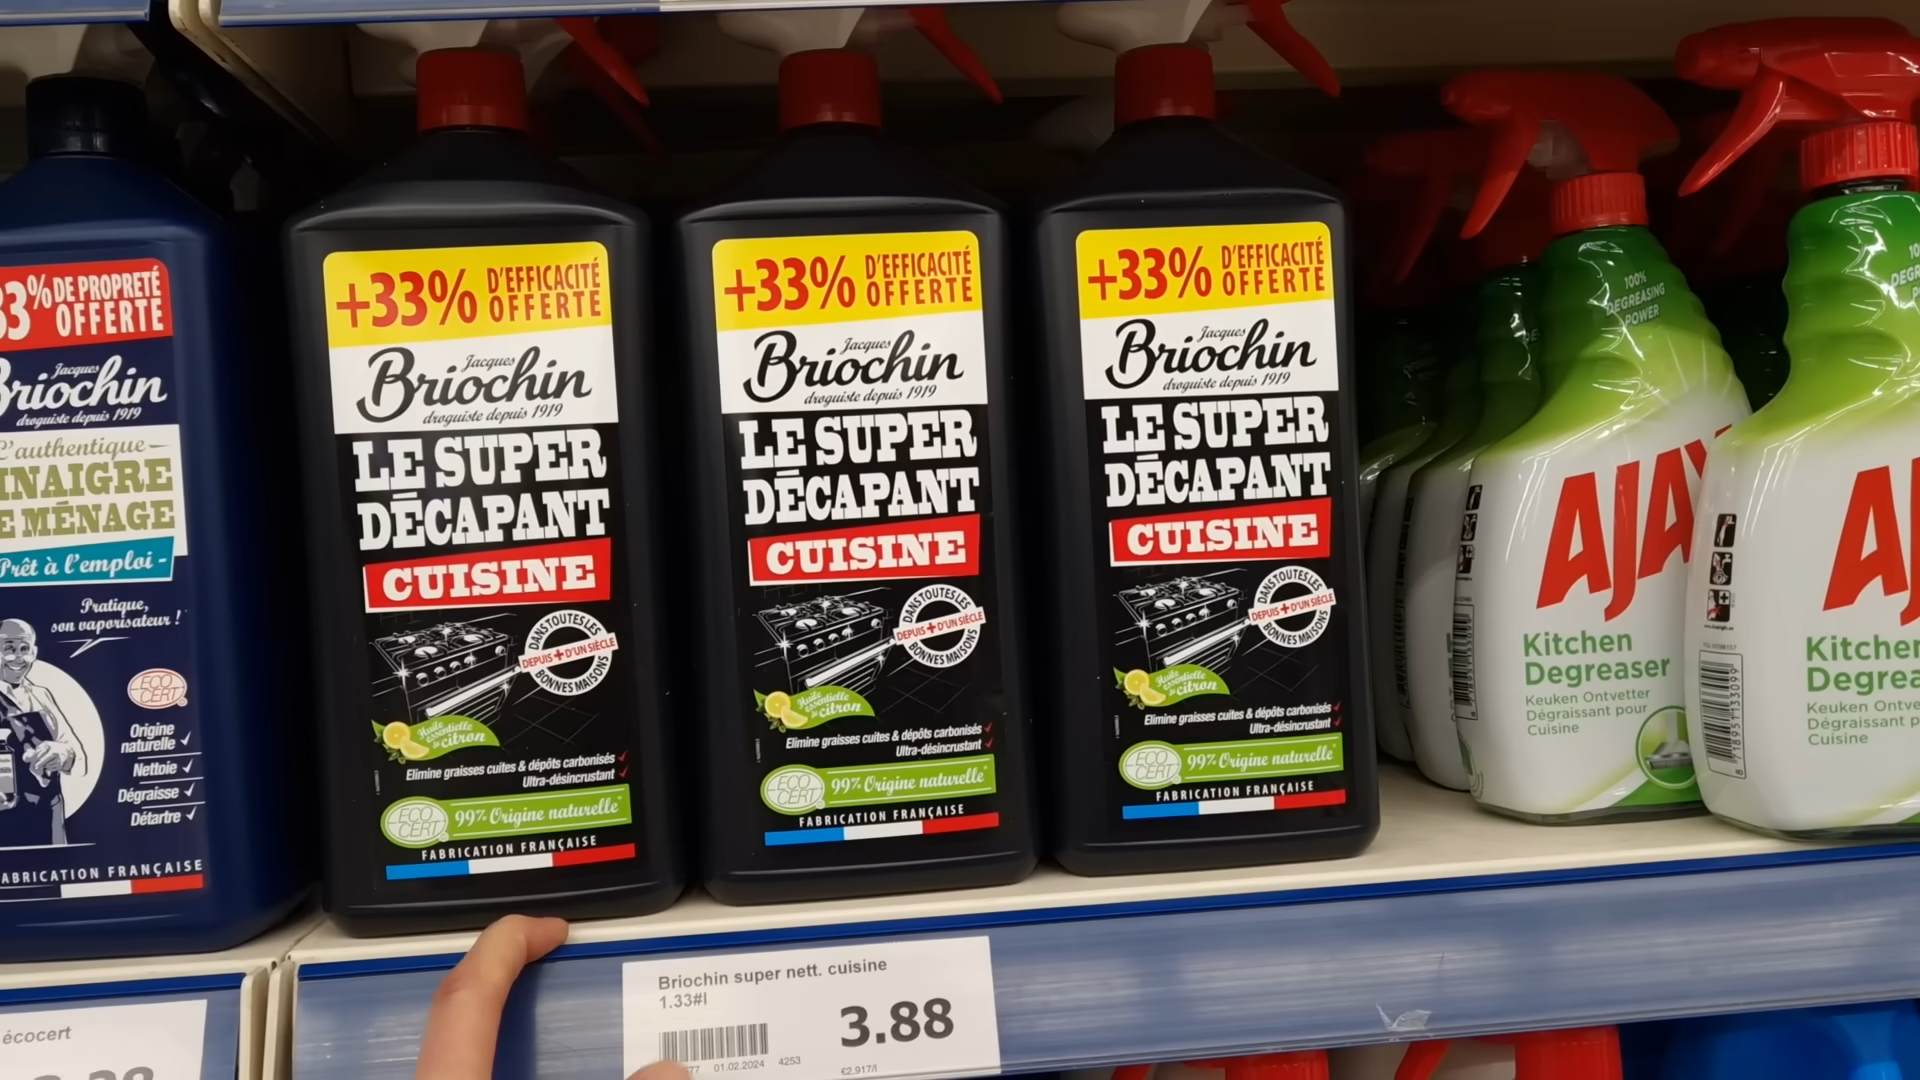 33% DE PROPRETÉ
OFFERTE
Jacques
Briochin
droguiste depuis 1919
L'authentique
INAIGRE
E MÉNAGE
Prêt à l'emploi -
Pratique,
son vaporisateur !
ECO
CERT
Origine
naturelle ✓
Nettoie ✓
Dégraisse ✓
Détartre ✓
ABRICATION FRANÇAISE
+33% D'EFFICACITÉ
OFFERTE
Jacques
Briochin
droguiste depuis 1919
LE SUPER
DÉCAPANT
CUISINE
DANS TOUTES LES
DEPUIS + D'UN SIÈCLE
BONNES MAISONS
Huile
essentielle
de citron
Elimine graisses cuites & dépôts carbonisés ✓
Ultra-désincrustant ✓
ECO
CERT
99% Origine naturelle*
FABRICATION FRANÇAISE
+33% D'EFFICACITÉ
OFFERTE
Jacques
Briochin
droguiste depuis 1919
LE SUPER
DÉCAPANT
CUISINE
DANS TOUTES LES
DEPUIS + D'UN SIÈCLE
BONNES MAISONS
Huile
essentielle
de citron
Elimine graisses cuites & dépôts carbonisés ✓
Ultra-désincrustant ✓
ECO
CERT
99% Origine naturelle*
FABRICATION FRANÇAISE
+33% D'EFFICACITÉ
OFFERTE
Jacques
Briochin
droguiste depuis 1919
LE SUPER
DÉCAPANT
CUISINE
DANS TOUTES LES
DEPUIS + D'UN SIÈCLE
BONNES MAISONS
Huile
essentielle
de citron
Elimine graisses cuites & dépôts carbonisés ✓
Ultra-désincrustant ✓
ECO
CERT
99% Origine naturelle*
FABRICATION FRANÇAISE
100%
DEGREASING
POWER
AJAX
Kitchen
Degreaser
Keuken Ontvetter
Dégraissant pour
Cuisine
AJ
Kitchen
Degrea
Keuken Ontve
Dégraissant p
Cuisine
écocert
Briochin super nett. cuisine
1.33#l
3.88
77 01.02.2024 4253
€2.917/l